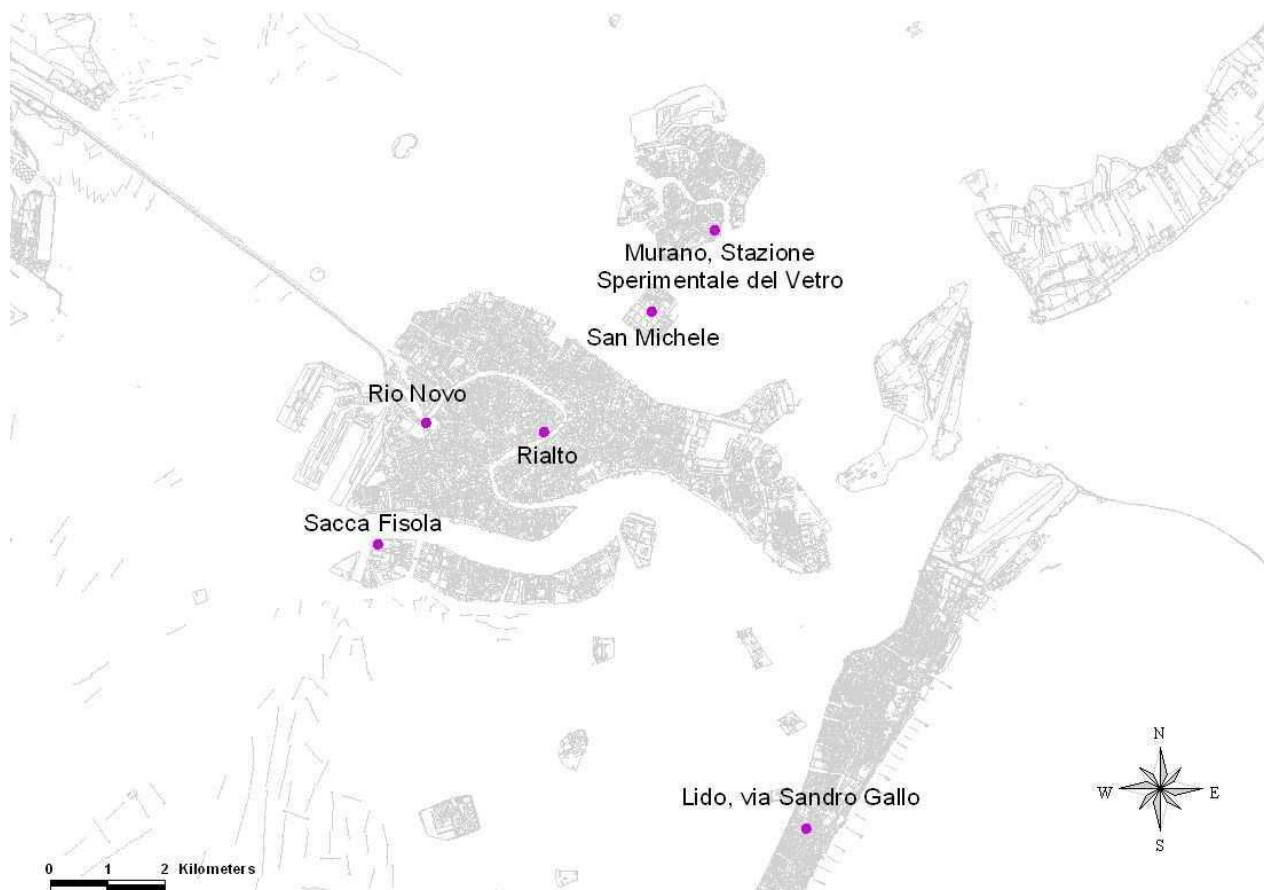 Murano, Stazione
Sperimentale del Vetro
San Michele
Rio Novo
Rialto
Sacca Fisola
Lido, via Sandro Gallo
N
W E
S
0 1 2 Kilometers